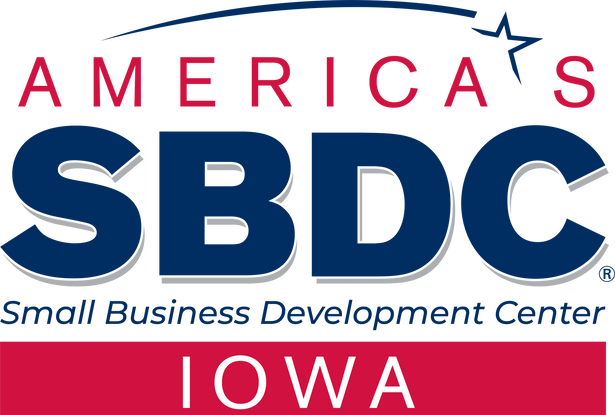 AMERICA'S
SBDC®
Small Business Development Center
IOWA